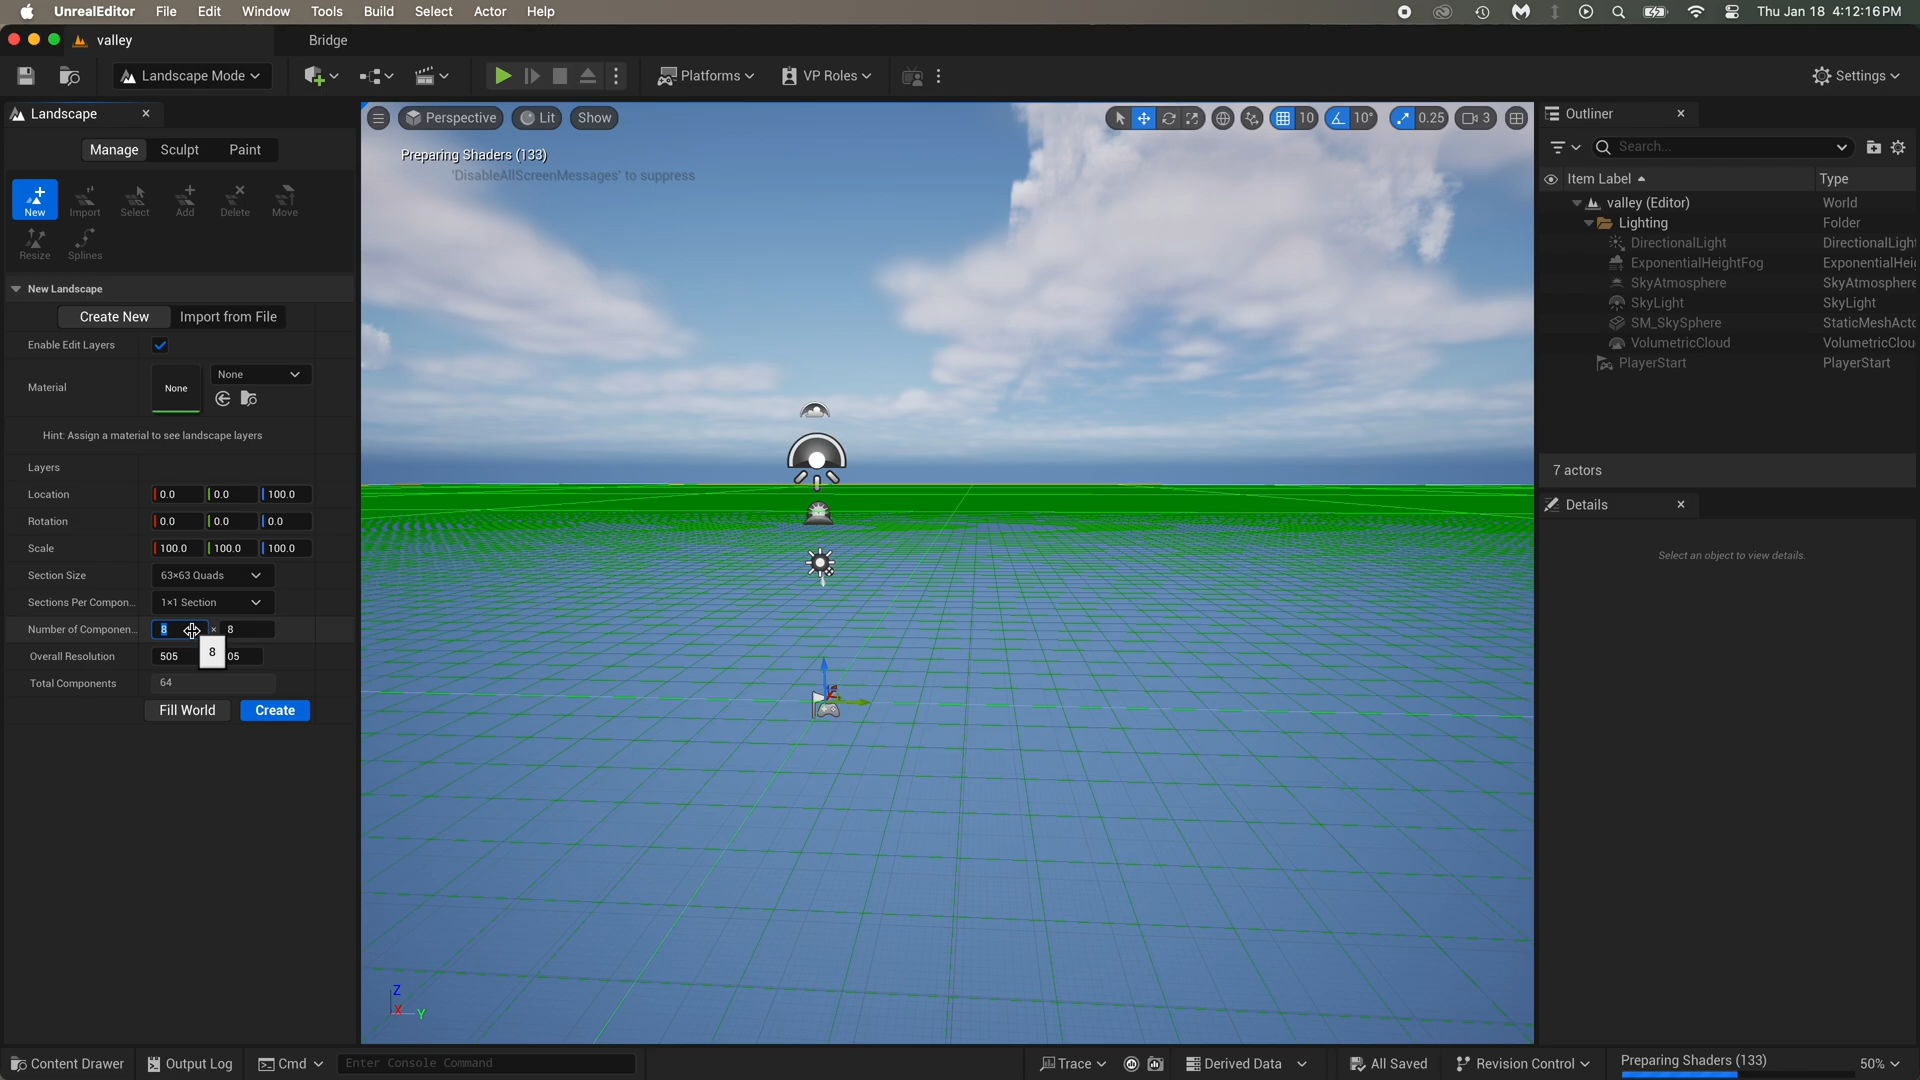 UnrealEditor File Edit Window Tools Build Select Actor Help
Thu Jan 18 4:12:16 PM
valley
Bridge
Landscape Mode
Platforms
VP Roles
Settings
Landscape
Manage Sculpt Paint
New Import Select Add Delete Move
Resize Splines
New Landscape
Create New Import from File
Enable Edit Layers
Material
None
None
Hint: Assign a material to see landscape layers
Layers
Location 0.0 0.0 100.0
Rotation 0.0 0.0 0.0
Scale 100.0 100.0 100.0
Section Size 63×63 Quads
Sections Per Compon... 1×1 Section
Number of Componen... 8 × 8
8
Overall Resolution 505 05
Total Components 64
Fill World Create
Perspective Lit Show
10 10° 0.25 3
Preparing Shaders (133)
'DisableAllScreenMessages' to suppress
Z
X Y
Outliner
Search...
Item Label Type
valley (Editor) World
Lighting Folder
DirectionalLight DirectionalLight
ExponentialHeightFog ExponentialHei
SkyAtmosphere SkyAtmosphere
SkyLight SkyLight
SM_SkySphere StaticMeshActo
VolumetricCloud VolumetricClou
PlayerStart PlayerStart
7 actors
Details
Select an object to view details.
Content Drawer Output Log Cmd Enter Console Command
Trace Derived Data All Saved Revision Control Preparing Shaders (133) 50%